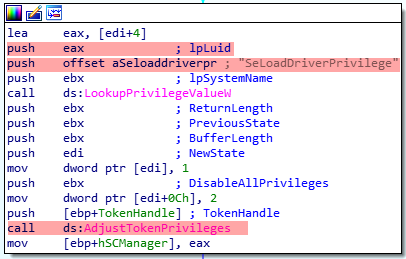 lea eax, [edi+4]
push eax ; lpLuid
push offset aSeloaddriverpr ; "SeLoadDriverPrivilege"
push ebx ; lpSystemName
call ds:LookupPrivilegeValueW
push ebx ; ReturnLength
push ebx ; PreviousState
push ebx ; BufferLength
push edi ; NewState
mov dword ptr [edi], 1
push ebx ; DisableAllPrivileges
mov dword ptr [edi+0Ch], 2
push [ebp+TokenHandle] ; TokenHandle
call ds:AdjustTokenPrivileges
mov [ebp+hSCManager], eax